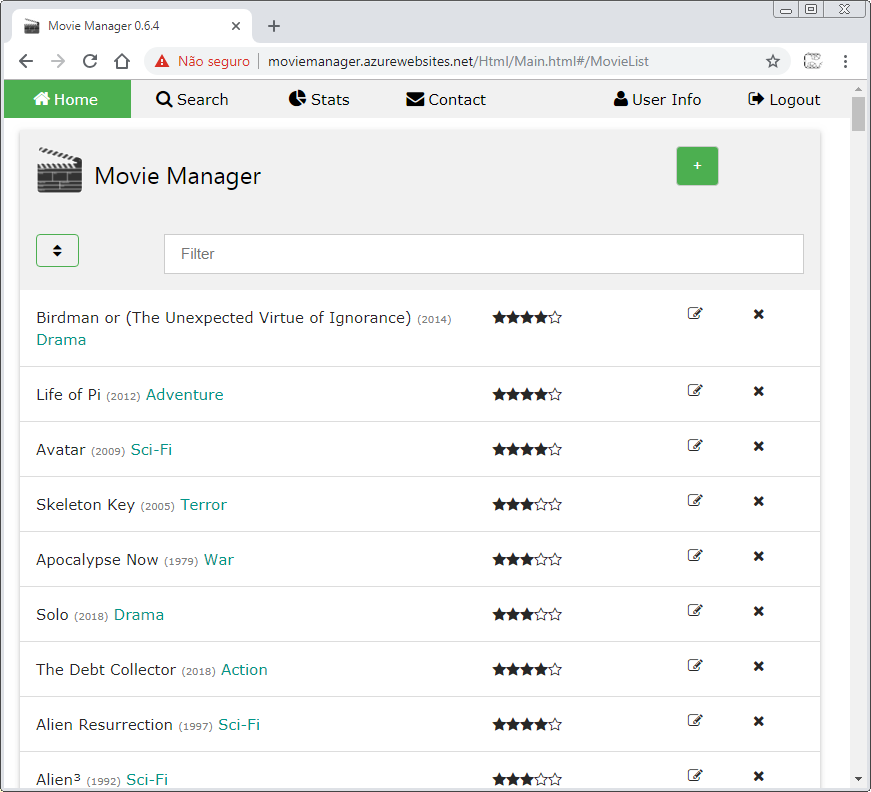 Movie Manager 0.6.4
Não seguro moviemanager.azurewebsites.net/Html/Main.html#/MovieList
Home Search Stats Contact User Info Logout
Movie Manager +
Filter
Birdman or (The Unexpected Virtue of Ignorance) (2014)
Drama
Life of Pi (2012) Adventure
Avatar (2009) Sci-Fi
Skeleton Key (2005) Terror
Apocalypse Now (1979) War
Solo (2018) Drama
The Debt Collector (2018) Action
Alien Resurrection (1997) Sci-Fi
Alien³ (1992) Sci-Fi